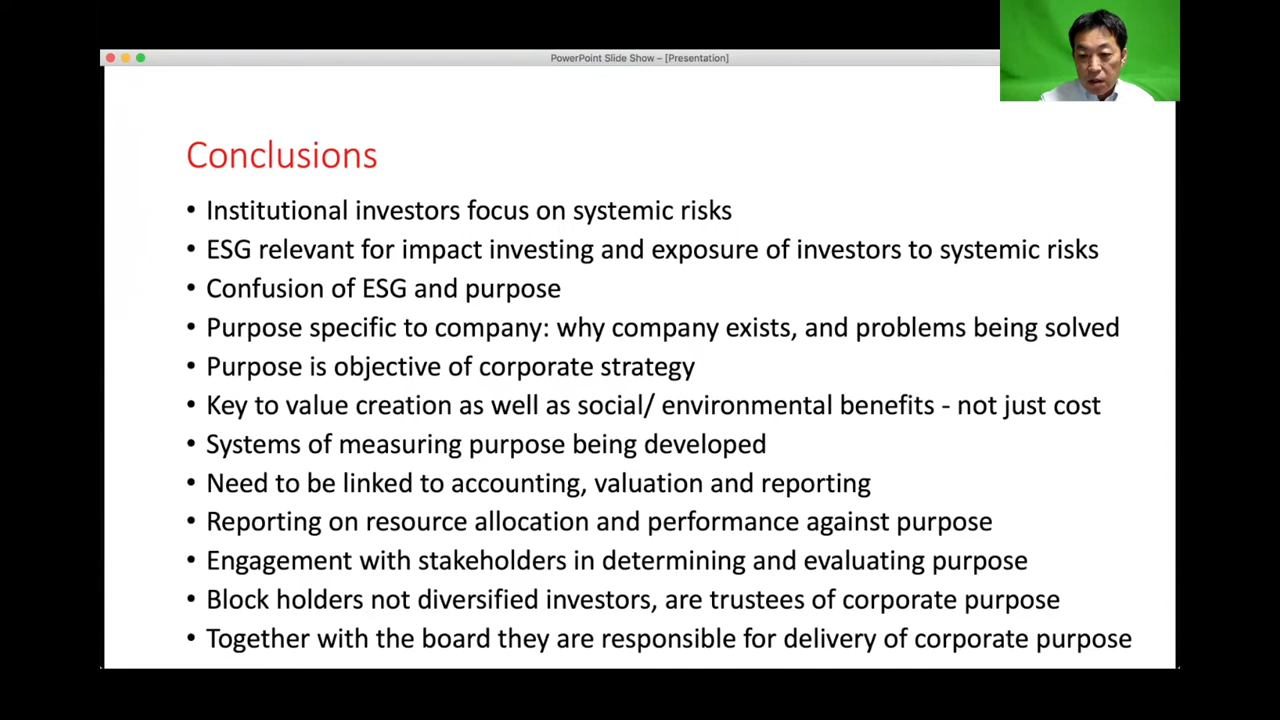 PowerPoint Slide Show – [Presentation]
Conclusions
• Institutional investors focus on systemic risks
• ESG relevant for impact investing and exposure of investors to systemic risks
• Confusion of ESG and purpose
• Purpose specific to company: why company exists, and problems being solved
• Purpose is objective of corporate strategy
• Key to value creation as well as social/ environmental benefits - not just cost
• Systems of measuring purpose being developed
• Need to be linked to accounting, valuation and reporting
• Reporting on resource allocation and performance against purpose
• Engagement with stakeholders in determining and evaluating purpose
• Block holders not diversified investors, are trustees of corporate purpose
• Together with the board they are responsible for delivery of corporate purpose